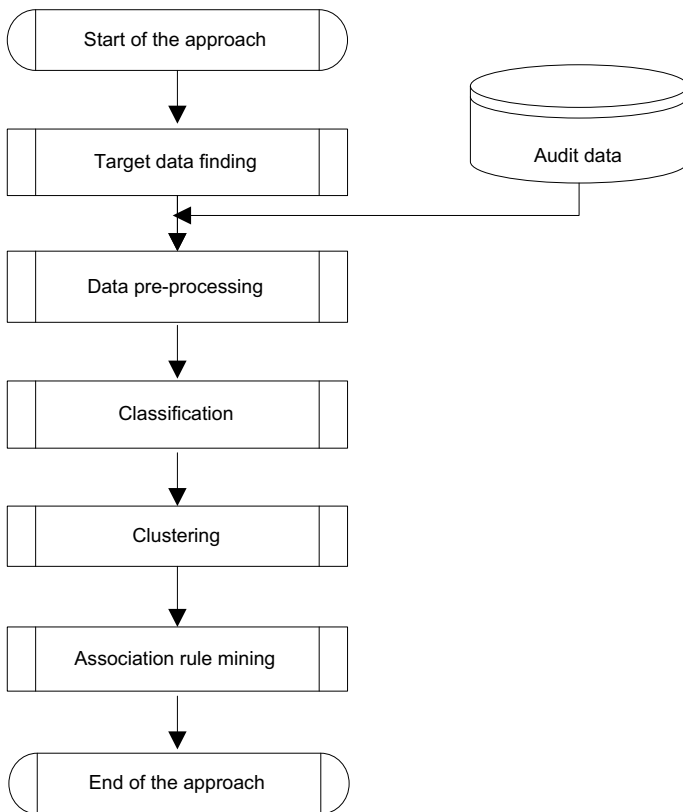 Start of the approach
Target data finding
Audit data
Data pre-processing
Classification
Clustering
Association rule mining
End of the approach